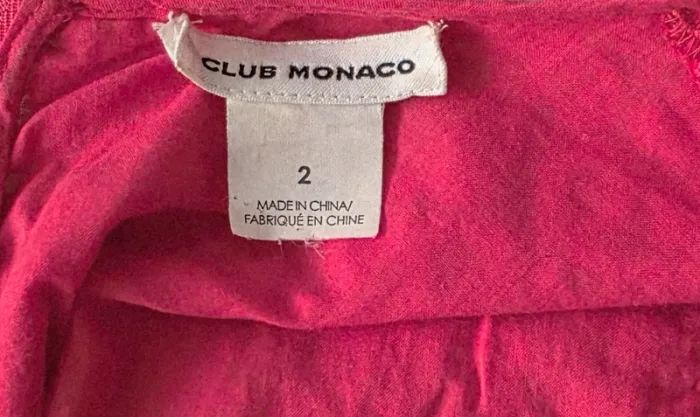 CLUB MONACO
2
MADE IN CHINA/
FABRIQUÉ EN CHINE